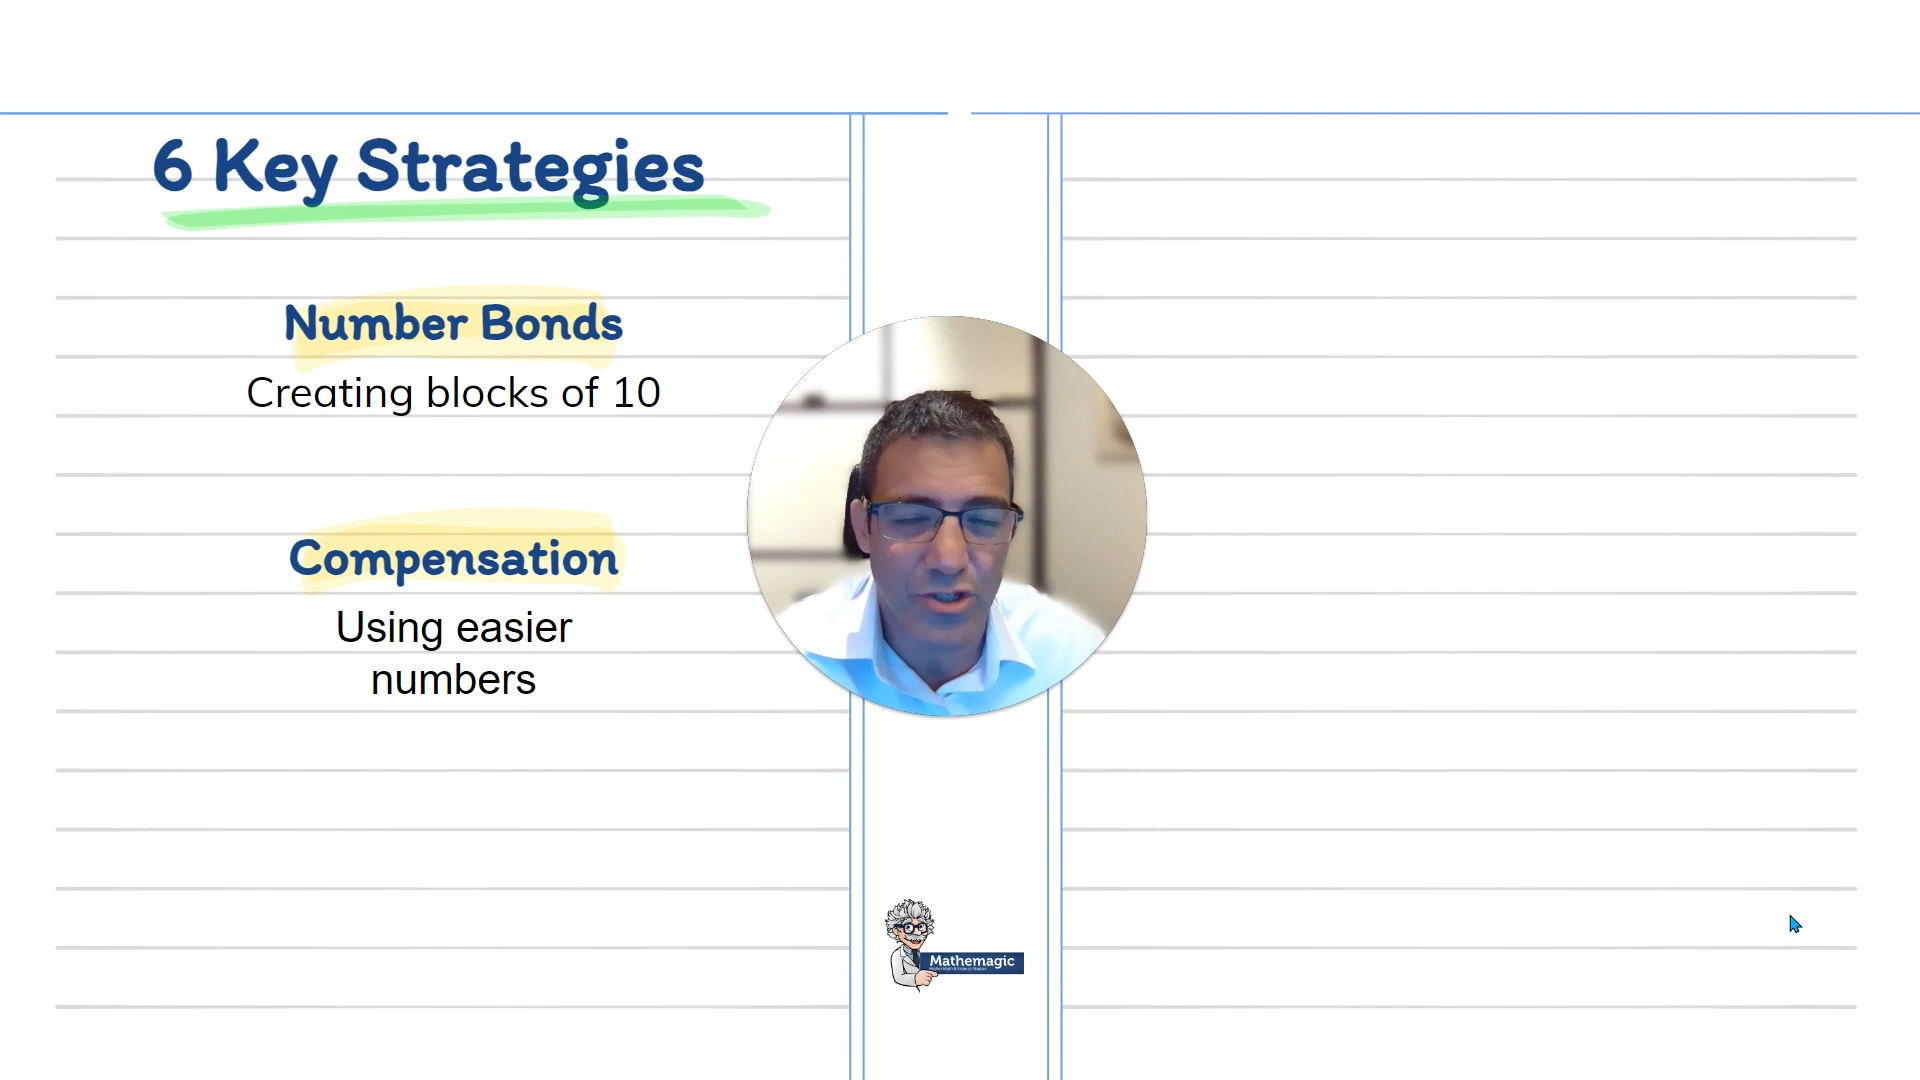 6 Key Strategies
Number Bonds
Creating blocks of 10
Compensation
Using easier
numbers
Mathemagic